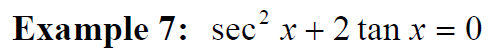 Example 7: sec² x + 2 tan x = 0